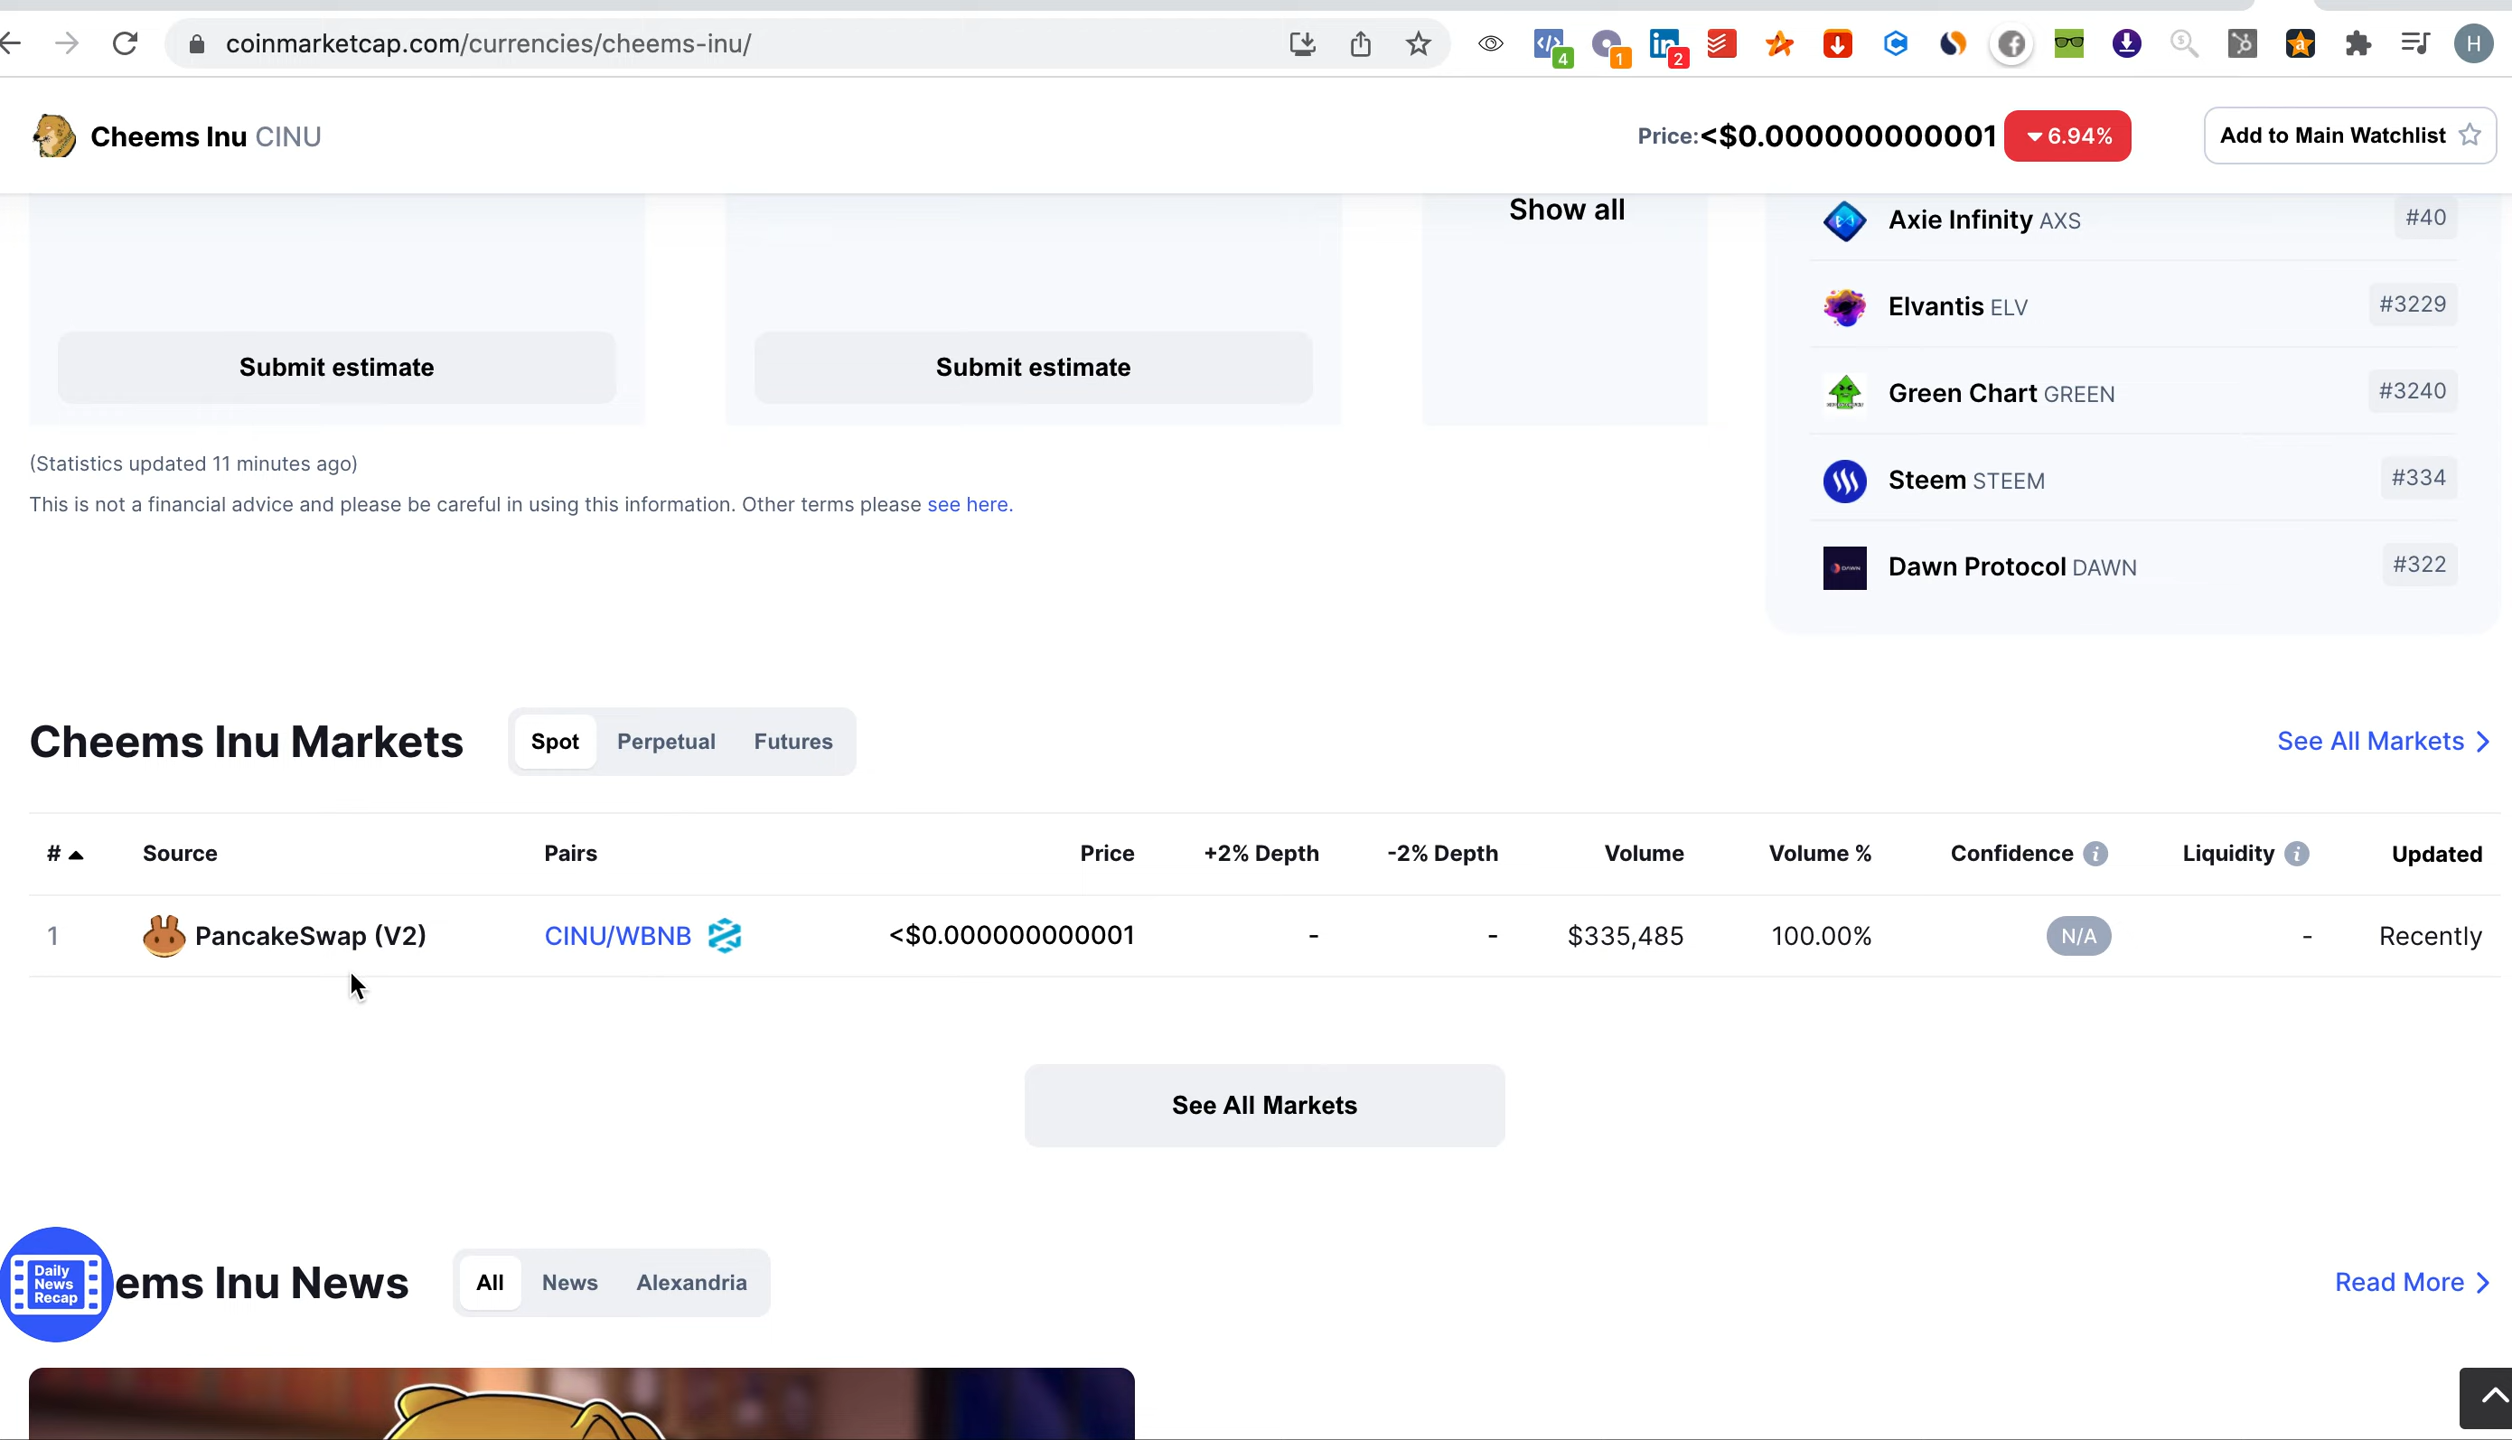 coinmarketcap.com/currencies/cheems-inu/
4
1
in
2
a
H
Cheems Inu CINU
Price:<$0.000000000001
6.94%
Add to Main Watchlist
Show all
Axie Infinity AXS
#40
Elvantis ELV
#3229
Submit estimate
Submit estimate
Green Chart GREEN
#3240
(Statistics updated 11 minutes ago)
Steem STEEM
#334
This is not a financial advice and please be careful in using this information. Other terms please see here.
Dawn Protocol DAWN
#322
Cheems Inu Markets
Spot Perpetual Futures
See All Markets
# Source Pairs Price +2% Depth -2% Depth Volume Volume % Confidence Liquidity Updated
1 PancakeSwap (V2) CINU/WBNB <$0.000000000001 - - $335,485 100.00% N/A - Recently
See All Markets
Daily
News
Recap
ems Inu News
All News Alexandria
Read More